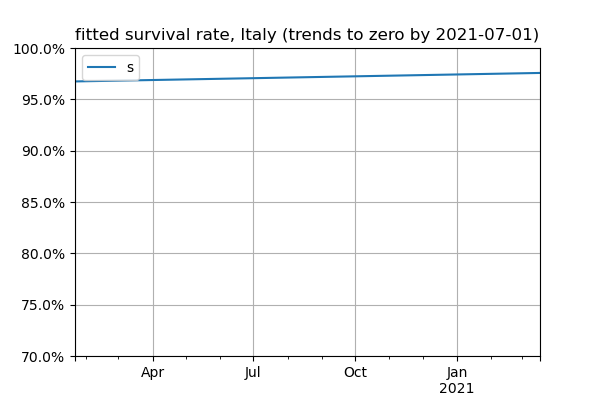 fitted survival rate, Italy (trends to zero by 2021-07-01)
100.0%
s
95.0%
90.0%
85.0%
80.0%
75.0%
70.0%
Apr Jul Oct Jan
2021